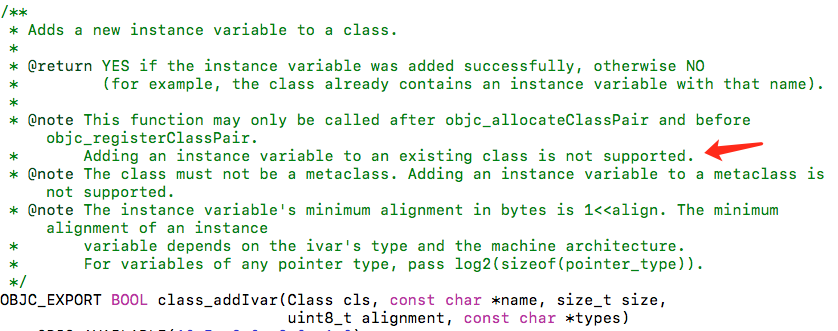 /**
 * Adds a new instance variable to a class.
 *
 * @return YES if the instance variable was added successfully, otherwise NO
 *         (for example, the class already contains an instance variable with that name).
 *
 * @note This function may only be called after objc_allocateClassPair and before
objc_registerClassPair.
 *       Adding an instance variable to an existing class is not supported.
 * @note The class must not be a metaclass. Adding an instance variable to a metaclass is
not supported.
 * @note The instance variable's minimum alignment in bytes is 1<<align. The minimum
alignment of an instance
 *       variable depends on the ivar's type and the machine architecture.
 *       For variables of any pointer type, pass log2(sizeof(pointer_type)).
 */
OBJC_EXPORT BOOL class_addIvar(Class cls, const char *name, size_t size,
uint8_t alignment, const char *types)